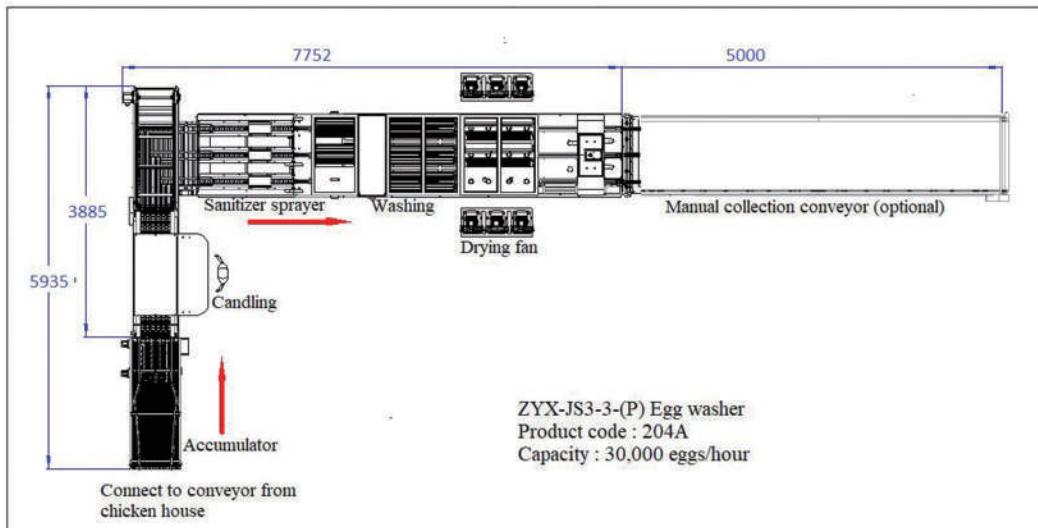 7752
5000
3885
5935
Sanitizer sprayer
Washing
Manual collection conveyor (optional)
Drying fan
Candling
Accumulator
Connect to conveyor from
chicken house
ZYX-JS3-3-(P) Egg washer
Product code : 204A
Capacity : 30,000 eggs/hour